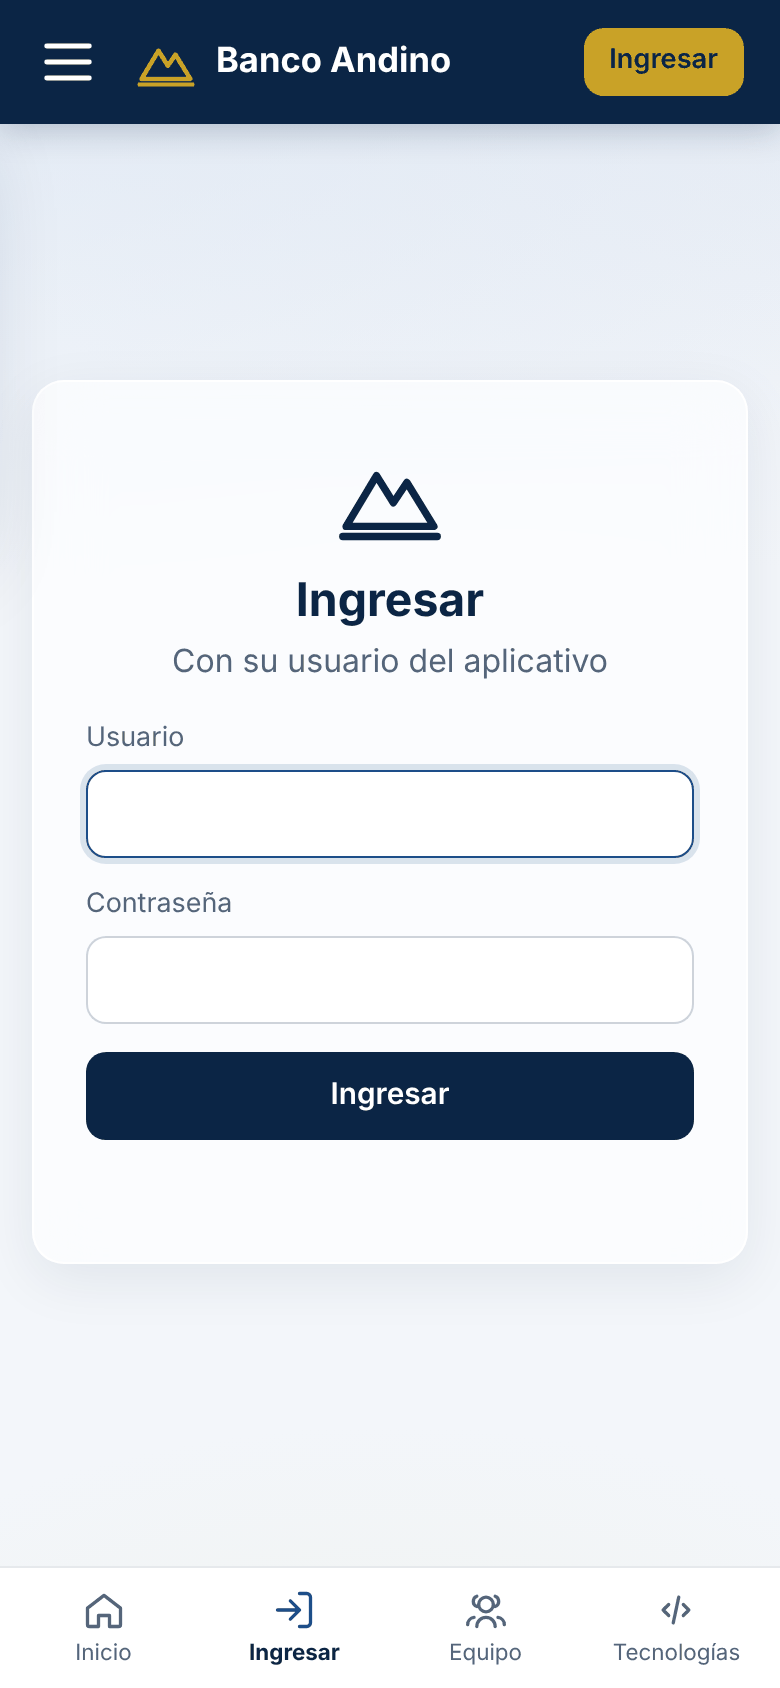 Banco Andino
Ingresar
Ingresar
Con su usuario del aplicativo
Usuario
Contraseña
Ingresar
Inicio
Ingresar
Equipo
Tecnologías